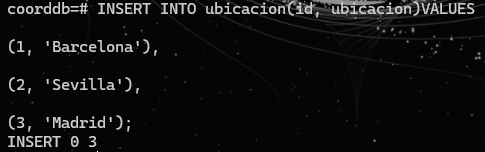 coorddb=# INSERT INTO ubicacion(id, ubicacion)VALUES
(1, 'Barcelona'),
(2, 'Sevilla'),
(3, 'Madrid');
INSERT 0 3